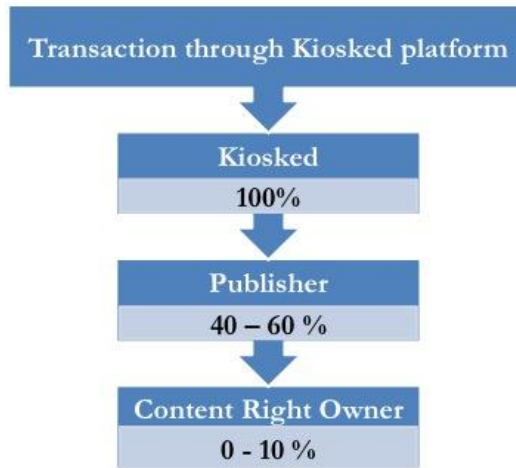 Transaction through Kiosked platform
Kiosked
100%
Publisher
40 – 60 %
Content Right Owner
0 - 10 %